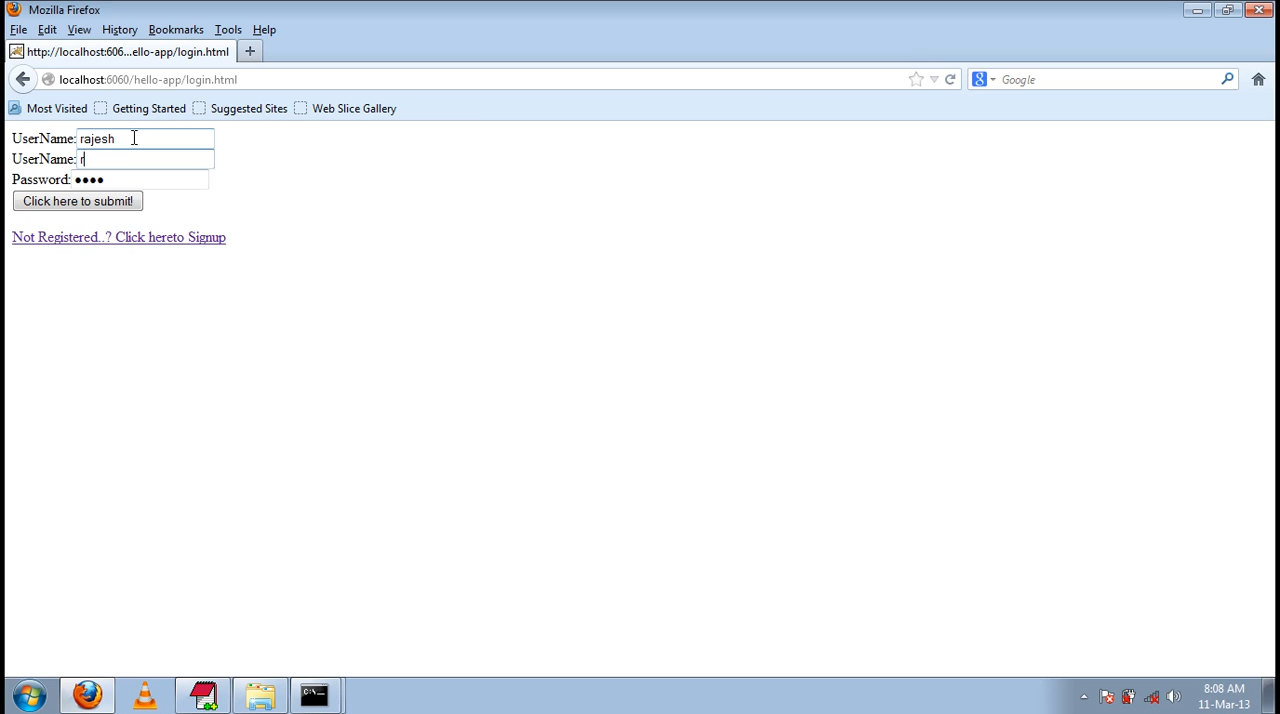 Mozilla Firefox
File Edit View History Bookmarks Tools Help
http://localhost:606...ello-app/login.html
localhost:6060/hello-app/login.html
8 Google
Most Visited Getting Started Suggested Sites Web Slice Gallery
UserName: rajesh
UserName: r
Password: ••••
Click here to submit!
Not Registered..? Click hereto Signup
8:08 AM
11-Mar-13